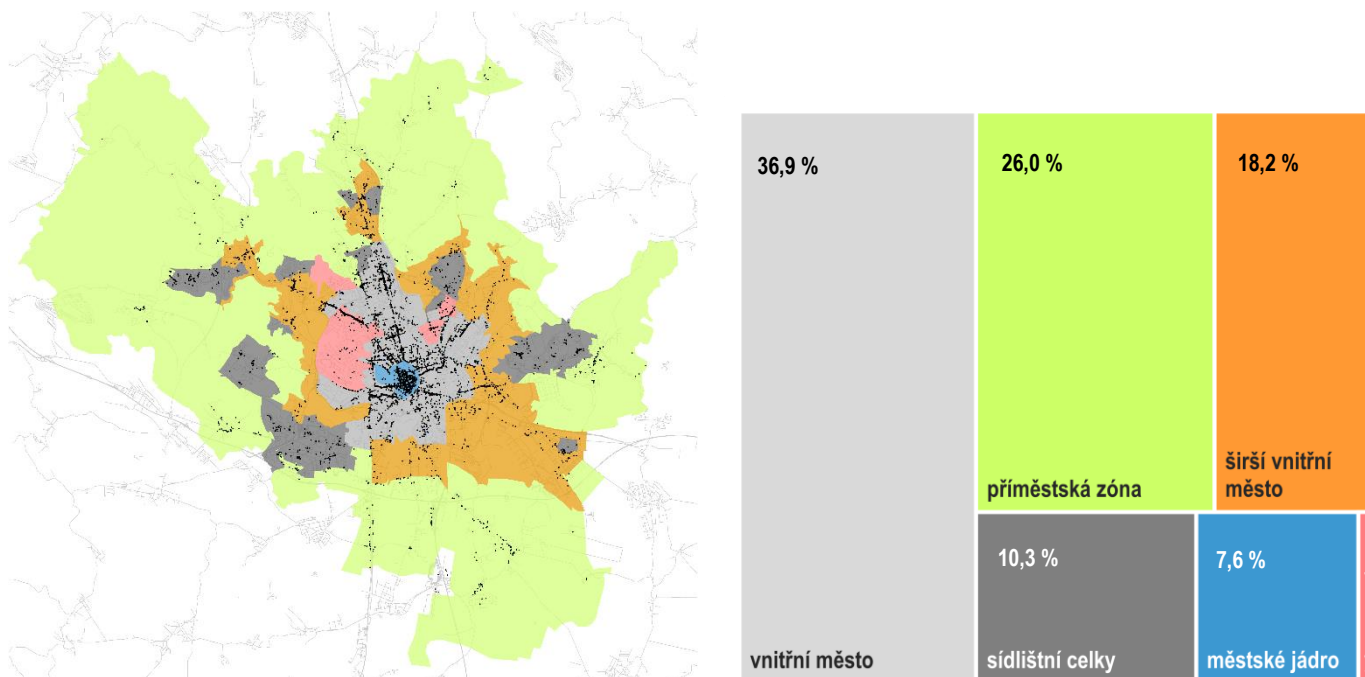 36,9 %
vnitřní město
26,0 %
příměstská zóna
18,2 %
širší vnitřní
město
10,3 %
sídlištní celky
7,6 %
městské jádro